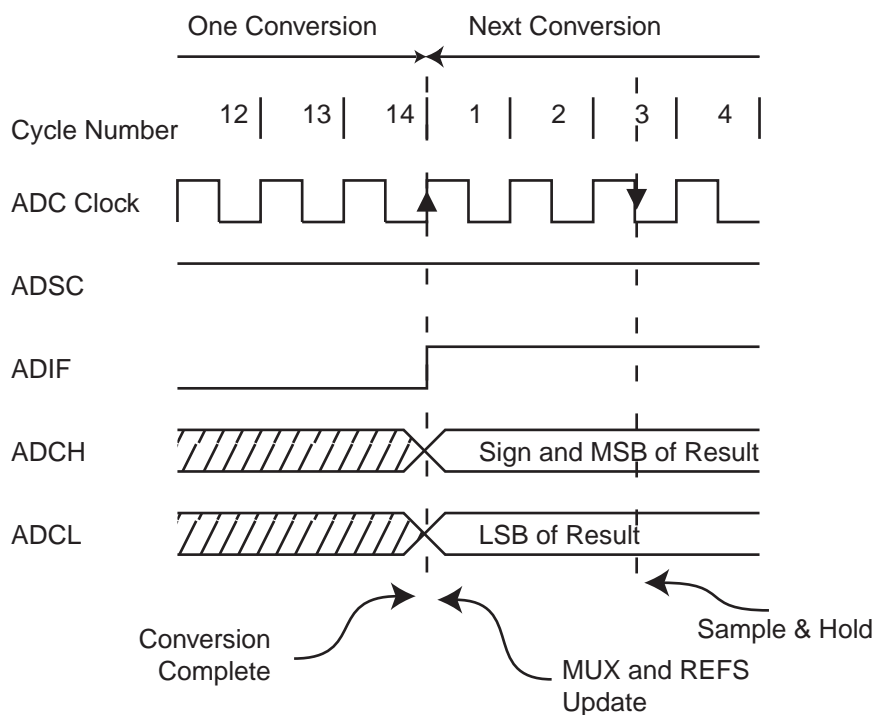 One Conversion
Next Conversion
Cycle Number
12
13
14
1
2
3
4
ADC Clock
ADSC
ADIF
ADCH
Sign and MSB of Result
ADCL
LSB of Result
Conversion
Complete
MUX and REFS
Update
Sample & Hold